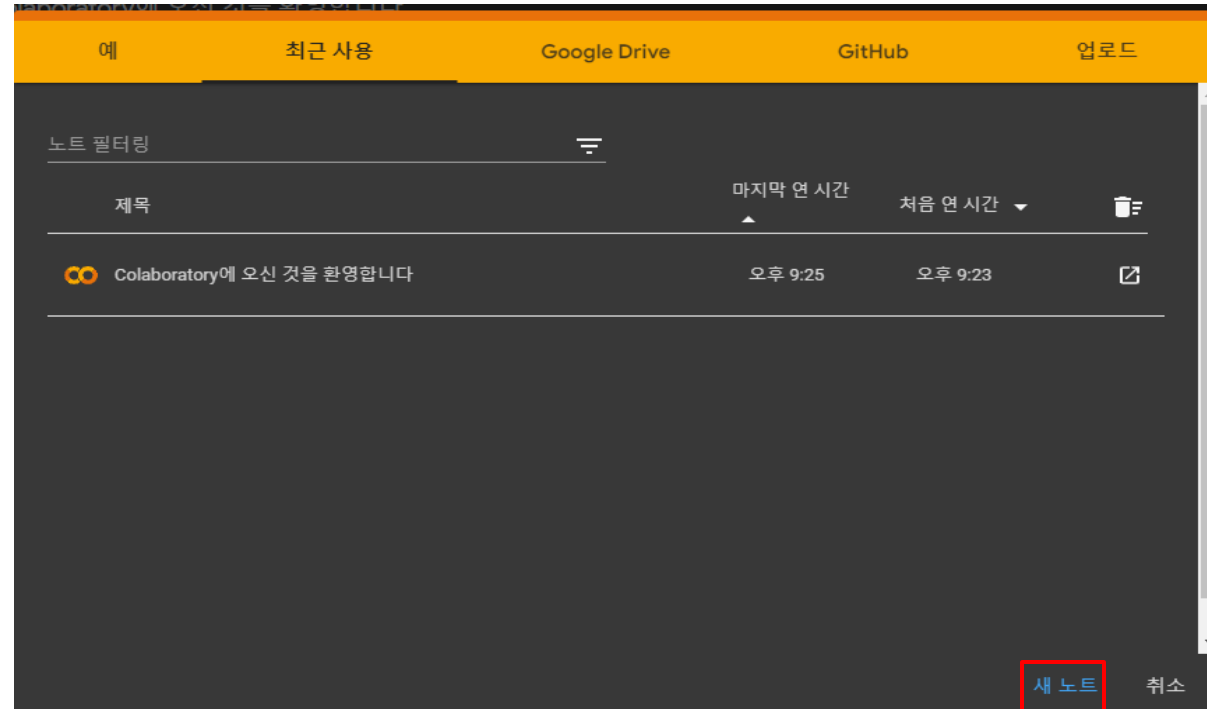 예
최근 사용
Google Drive
GitHub
업로드
노트 필터링
제목
마지막 연 시간
처음 연 시간
Colaboratory에 오신 것을 환영합니다
오후 9:25
오후 9:23
새 노트
취소